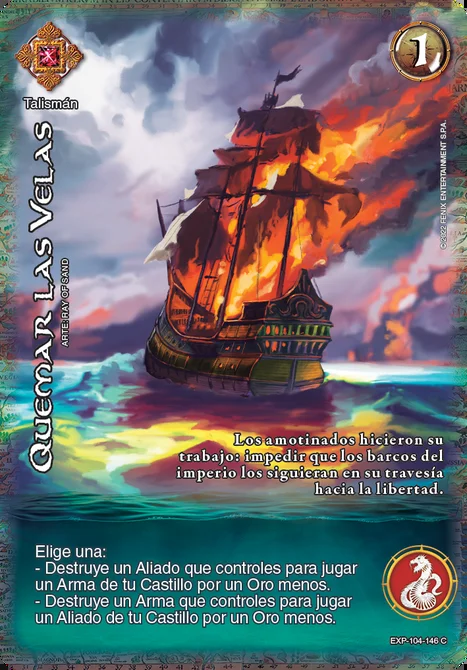 Talismán
1
QUEMAR LAS VELAS
ARTE: RAY OF SAND
©2022 FENIX ENTERTAINMENT S.P.A.
Los amotinados hicieron su
trabajo: impedir que los barcos del
imperio los siguieran en su travesía
hacia la libertad.
Elige una:
- Destruye un Aliado que controles para jugar
un Arma de tu Castillo por un Oro menos.
- Destruye un Arma que controles para jugar
un Aliado de tu Castillo por un Oro menos.
EXP-104-146 C